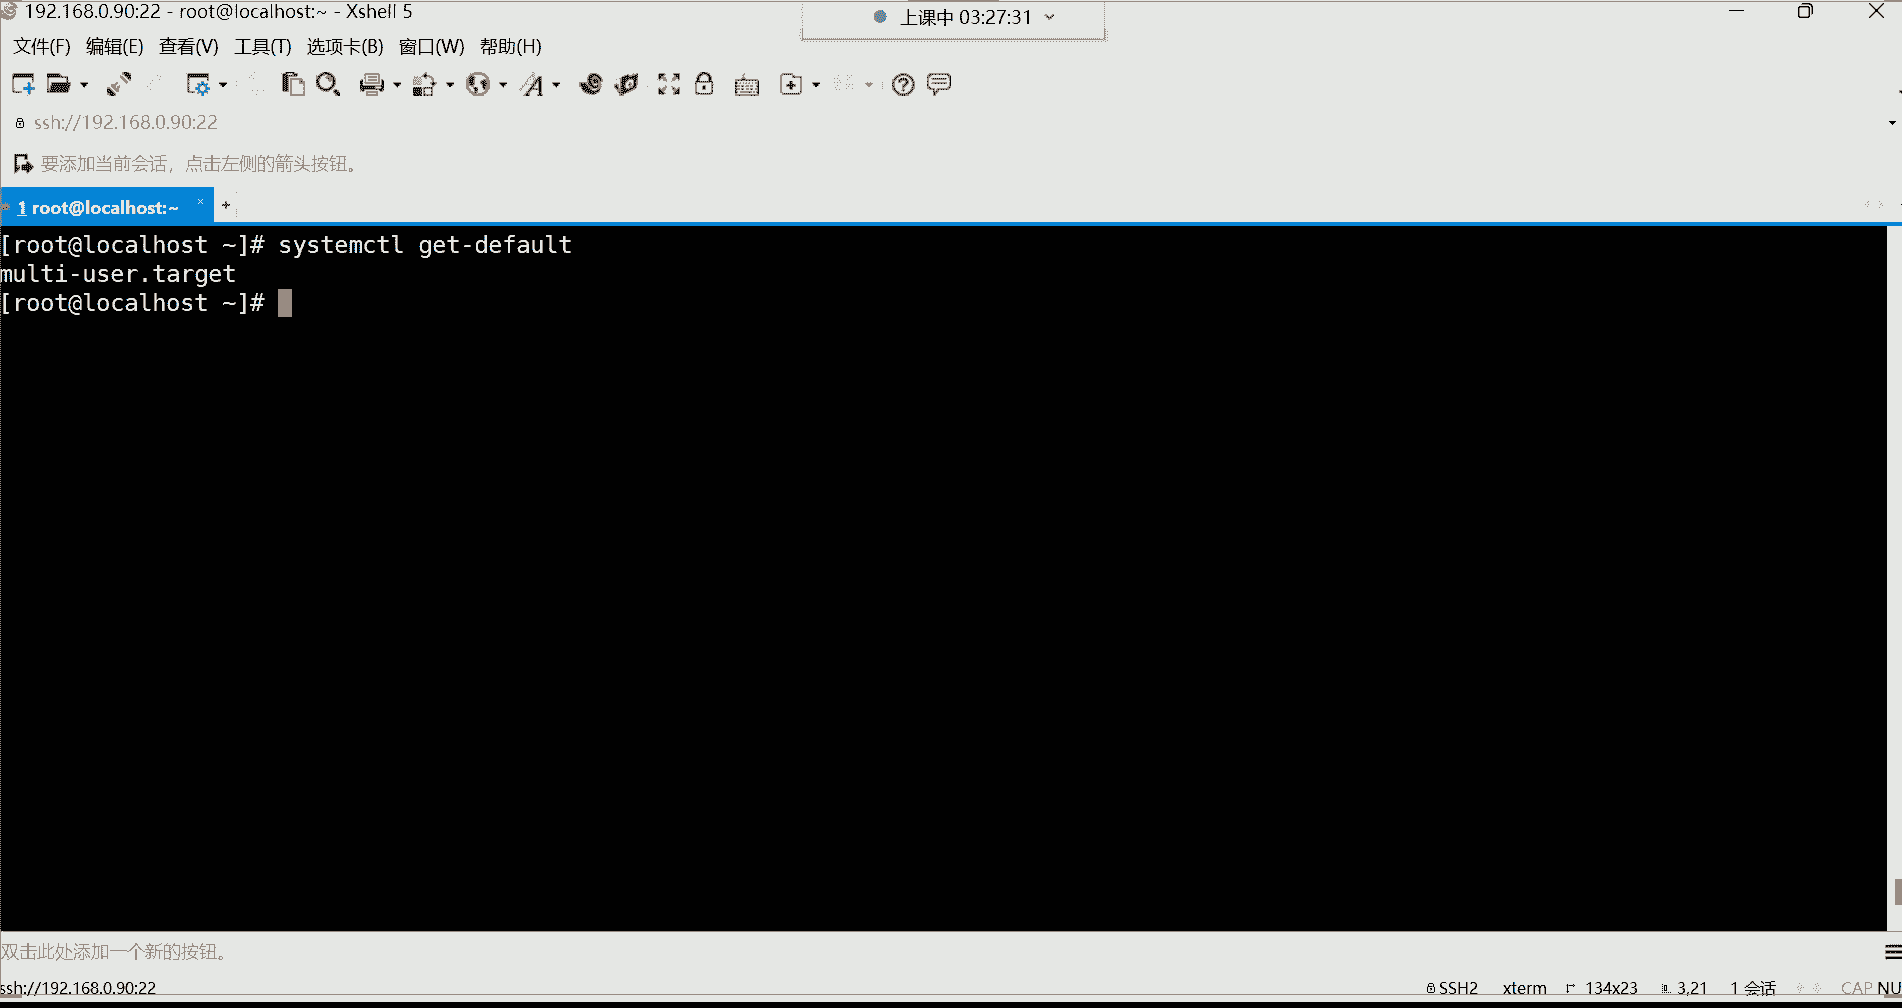 192.168.0.90:22 - root@localhost:~ - Xshell 5
上课中 03:27:31
文件(F) 编辑(E) 查看(V) 工具(T) 选项卡(B) 窗口(W) 帮助(H)
ssh://192.168.0.90:22
要添加当前会话，点击左侧的箭头按钮。
1 root@localhost:~ × +
[root@localhost ~]# systemctl get-default
multi-user.target
[root@localhost ~]#
双击此处添加一个新的按钮。
ssh://192.168.0.90:22 SSH2 xterm 134x23 3,21 1 会话 CAP NU